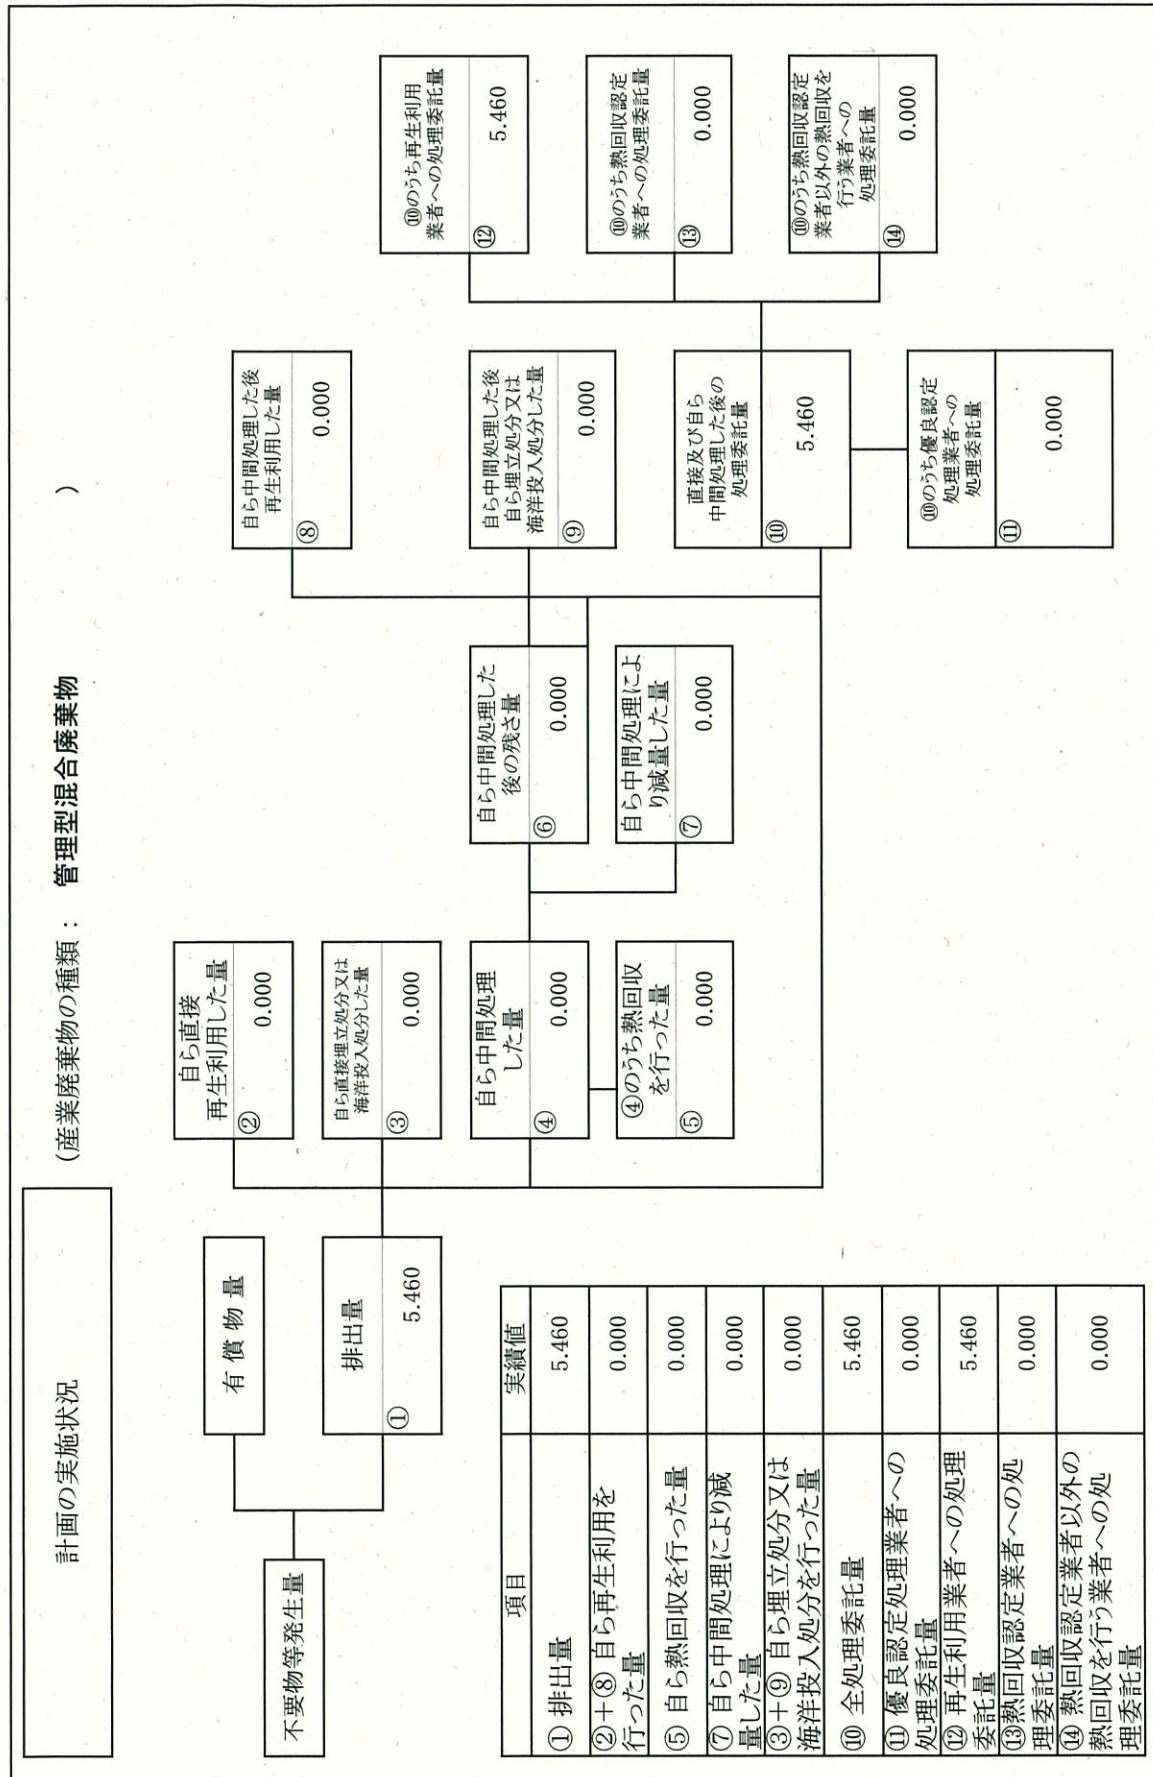 計画の実施状況
(産業廃棄物の種類： 管理型混合廃棄物 )
不要物等発生量
有 償 物 量
排出量
① 5.460
自ら直接
再生利用した量
② 0.000
自ら直接埋立処分又は
海洋投入処分した量
③ 0.000
自ら中間処理
した量
④ 0.000
④のうち熱回収
を行った量
⑤ 0.000
自ら中間処理した
後の残さ量
⑥ 0.000
自ら中間処理によ
り減量した量
⑦ 0.000
自ら中間処理した後
再生利用した量
⑧ 0.000
自ら中間処理した後
自ら埋立処分又は
海洋投入処分した量
⑨ 0.000
直接及び自ら
中間処理した後の
処理委託量
⑩ 5.460
⑩のうち優良認定
処理業者への
処理委託量
⑪ 0.000
⑩のうち再生利用
業者への処理委託量
⑫ 5.460
⑩のうち熱回収認定
業者への処理委託量
⑬ 0.000
⑩のうち熱回収認定
業者以外の熱回収を
行う業者への
処理委託量
⑭ 0.000
項目 実績値
① 排出量 5.460
②+⑧ 自ら再生利用を
行った量 0.000
⑤ 自ら熱回収を行った量 0.000
⑦ 自ら中間処理により減
量した量 0.000
③+⑨ 自ら埋立処分又は
海洋投入処分を行った量 0.000
⑩ 全処理委託量 5.460
⑪ 優良認定処理業者への
処理委託量 0.000
⑫ 再生利用業者への処理
委託量 5.460
⑬熱回収認定業者への処
理委託量 0.000
⑭ 熱回収認定業者以外の
熱回収を行う業者への処
理委託量 0.000